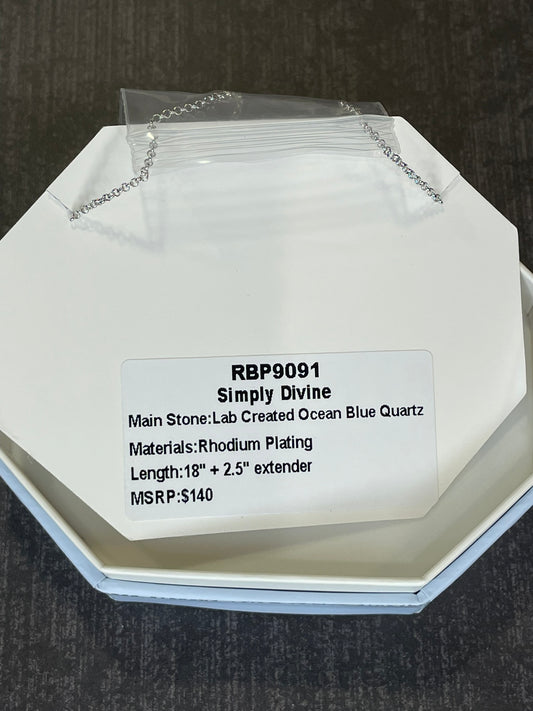 RBP9091
Simply Divine
Main Stone:Lab Created Ocean Blue Quartz
Materials:Rhodium Plating
Length:18" + 2.5" extender
MSRP:$140